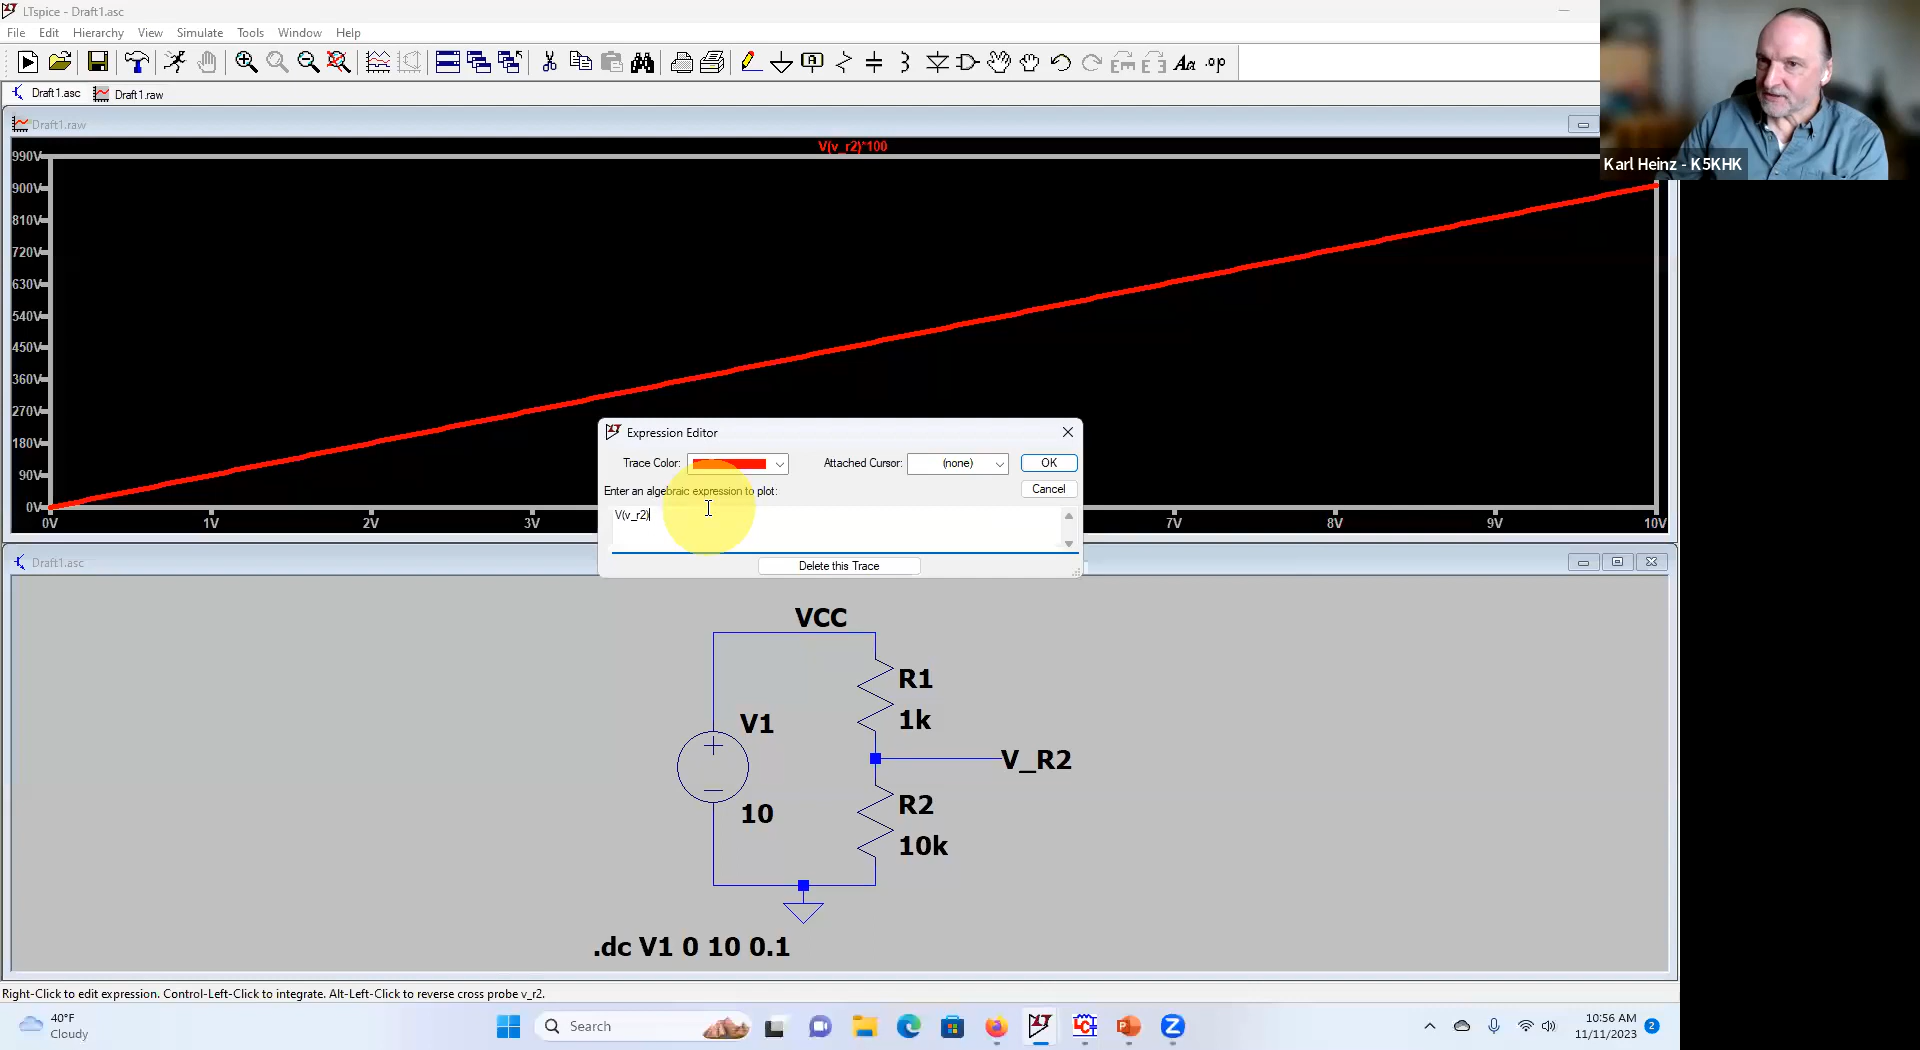 LTspice - Draft1.asc
File Edit Hierarchy View Simulate Tools Window Help
Draft1.asc Draft1.raw
Draft1.raw
V(v_r2)*100
990V
900V
810V
720V
630V
540V
450V
360V
270V
180V
90V
0V
0V 1V 2V 3V 7V 8V 9V 10V
Karl Heinz - K5KHK
Expression Editor
Trace Color: Attached Cursor: (none) OK
Enter an algebraic expression to plot: Cancel
V(v_r2)
Delete this Trace
Draft1.asc
VCC
R1
1k
V1
V_R2
R2
10
10k
.dc V1 0 10 0.1
Right-Click to edit expression. Control-Left-Click to integrate. Alt-Left-Click to reverse cross probe v_r2.
40°F
Cloudy
Search
10:56 AM
11/11/2023
2